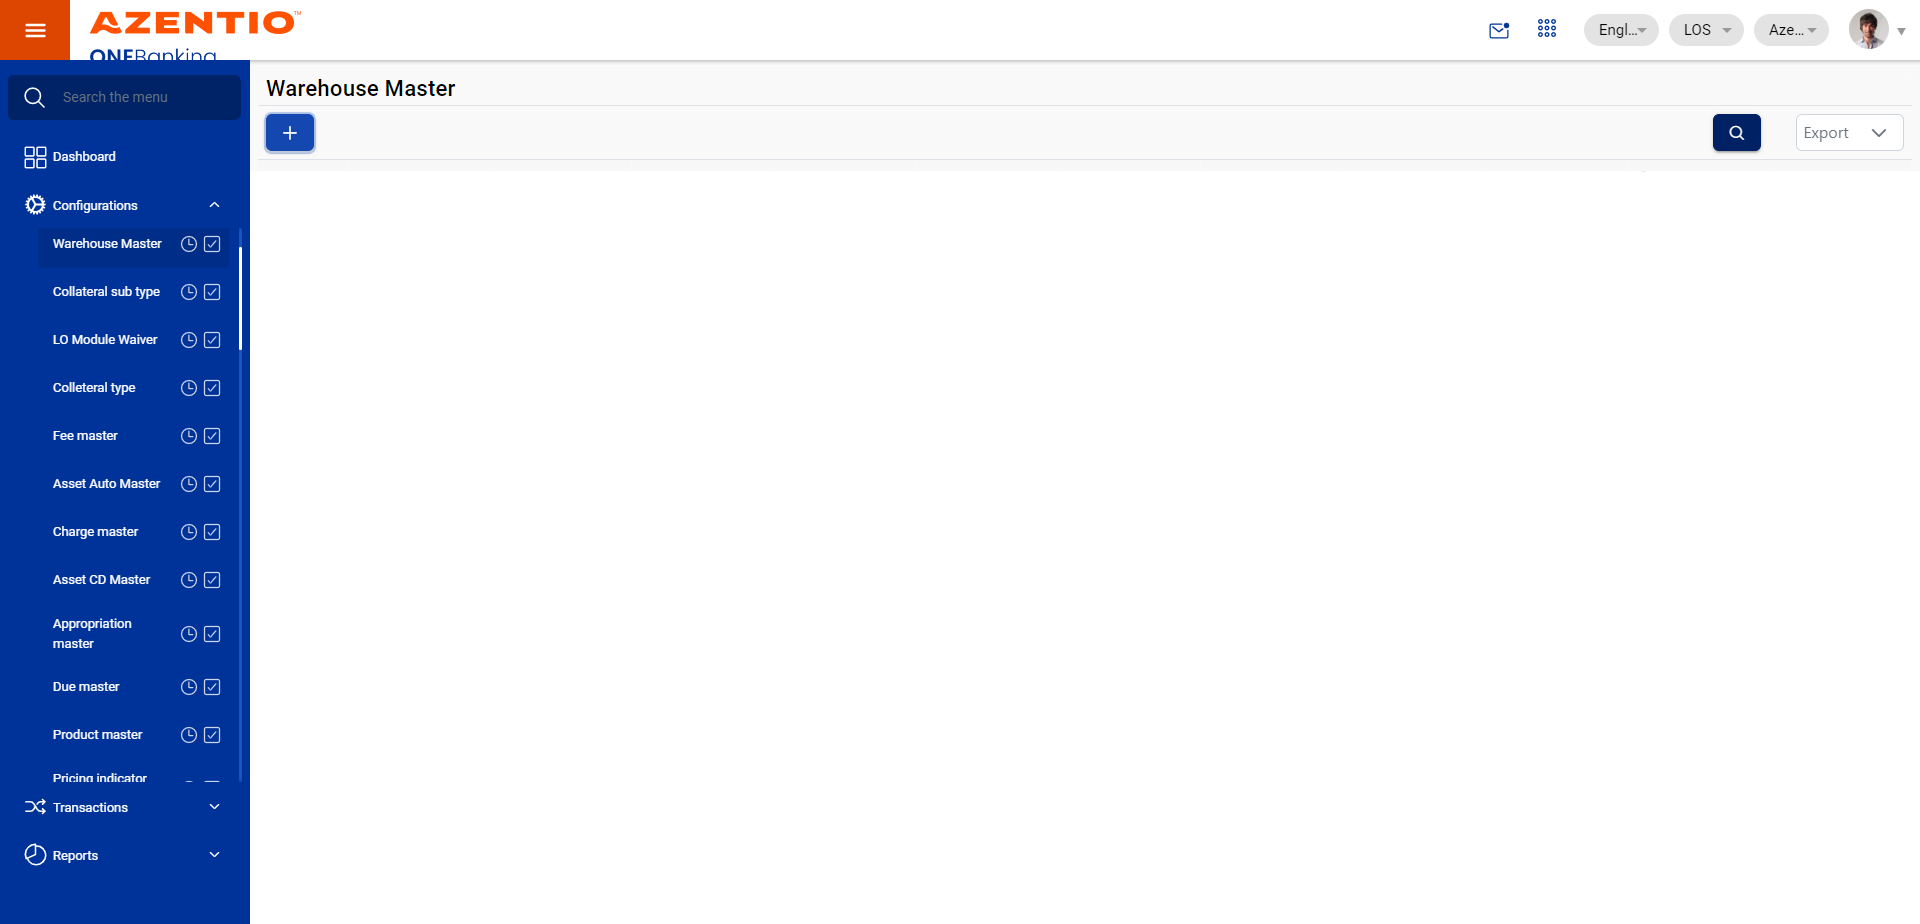 AZENTIO™
ONEBanking
Engl...
LOS
Aze...
Search the menu
Dashboard
Configurations
Warehouse Master
Collateral sub type
LO Module Waiver
Colleteral type
Fee master
Asset Auto Master
Charge master
Asset CD Master
Appropriation
master
Due master
Product master
Pricing indicator
Transactions
Reports
Warehouse Master
Export